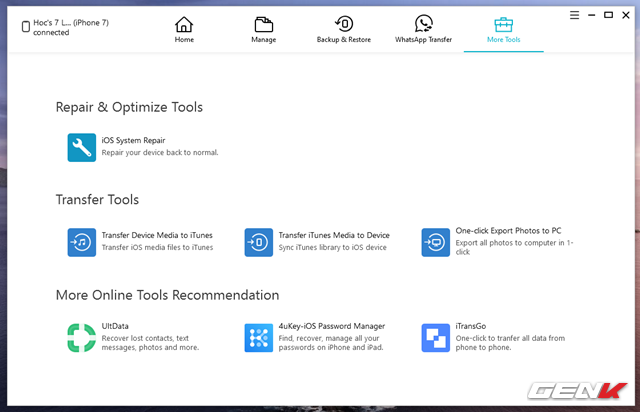 Hoc's 7 L... (iPhone 7)
connected
Home
Manage
Backup & Restore
WhatsApp Transfer
More Tools
Repair & Optimize Tools
iOS System Repair
Repair your device back to normal.
Transfer Tools
Transfer Device Media to iTunes
Transfer iOS media files to iTunes
Transfer iTunes Media to Device
Sync iTunes library to iOS device
One-click Export Photos to PC
Export all photos to computer in 1-
click
More Online Tools Recommendation
UltData
Recover lost contacts, text
messages, photos and more.
4uKey-iOS Password Manager
Find, recover, manage all your
passwords on iPhone and iPad.
iTransGo
One-click to tranfer all data from
phone to phone.
GENK